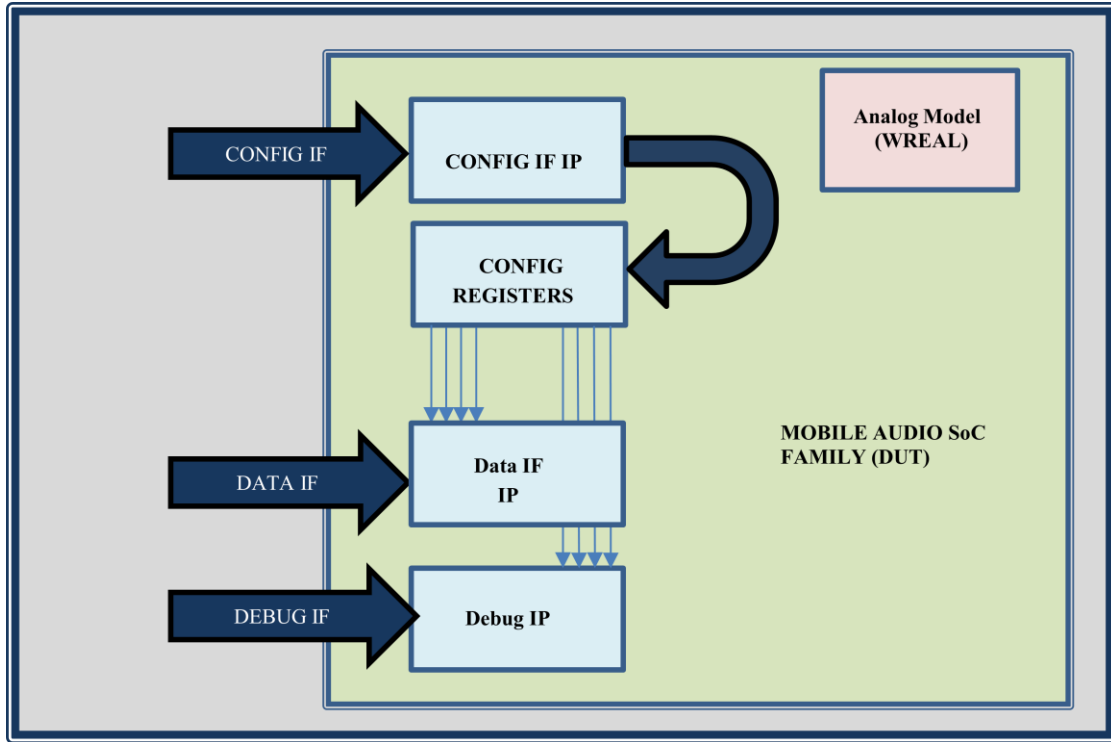 CONFIG IF
CONFIG IF IP
Analog Model
(WREAL)
CONFIG
REGISTERS
MOBILE AUDIO SoC
FAMILY (DUT)
DATA IF
Data IF
IP
DEBUG IF
Debug IP